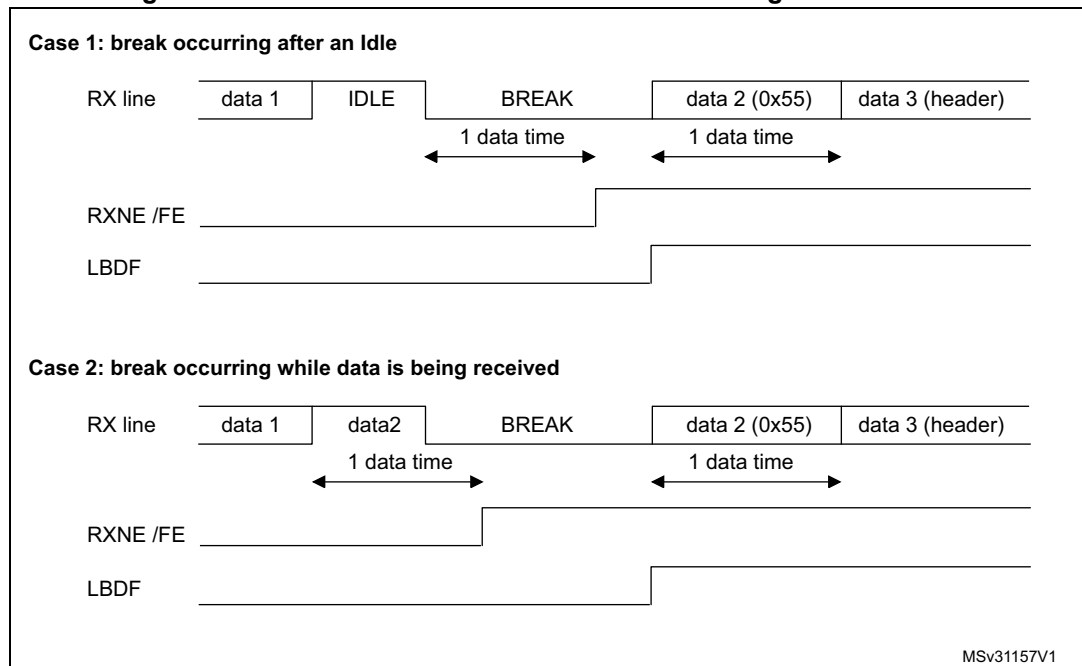 Case 1: break occurring after an Idle
RX line data 1 IDLE BREAK data 2 (0x55) data 3 (header)
1 data time 1 data time
RXNE /FE
LBDF
Case 2: break occurring while data is being received
RX line data 1 data2 BREAK data 2 (0x55) data 3 (header)
1 data time 1 data time
RXNE /FE
LBDF
MSv31157V1